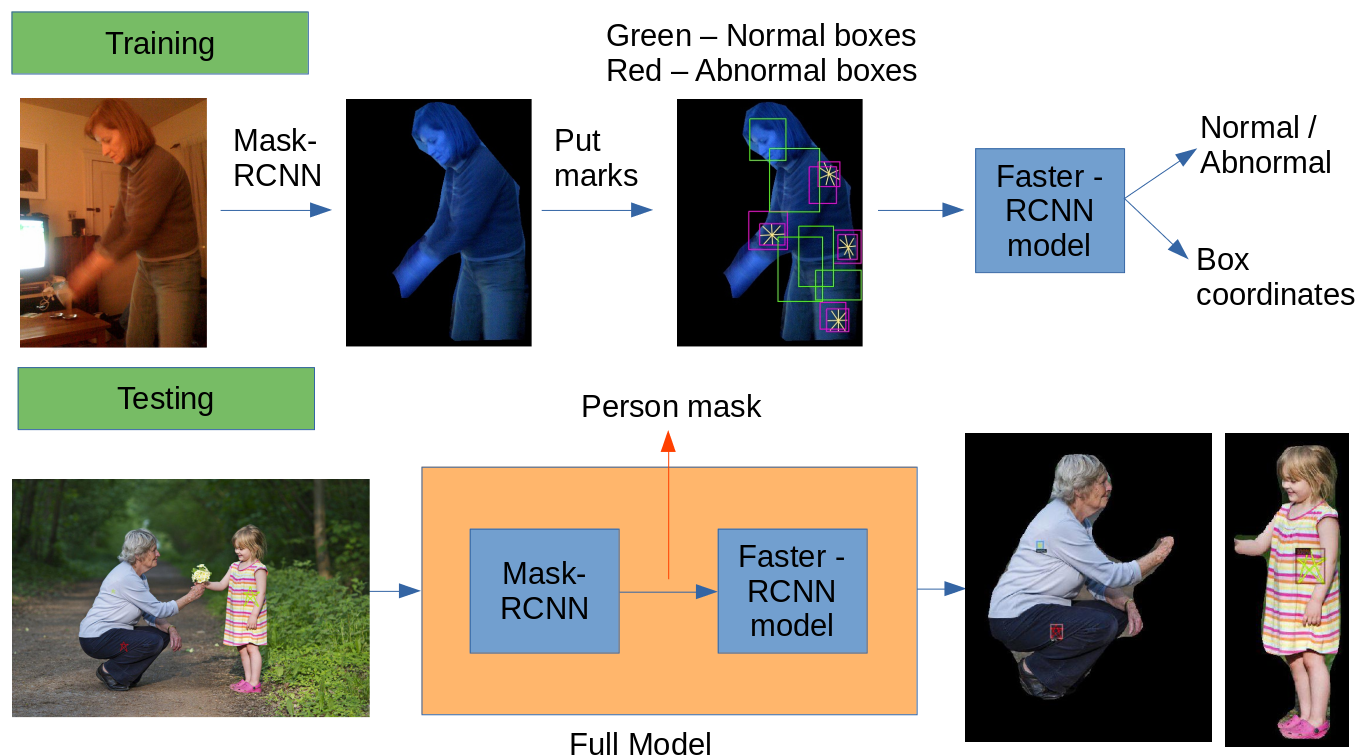 Training
Green – Normal boxes
Red – Abnormal boxes
Mask-
RCNN
Put
marks
Faster -
RCNN
model
Normal /
Abnormal
Box
coordinates
Testing
Person mask
Mask-
RCNN
Faster -
RCNN
model
Full Model